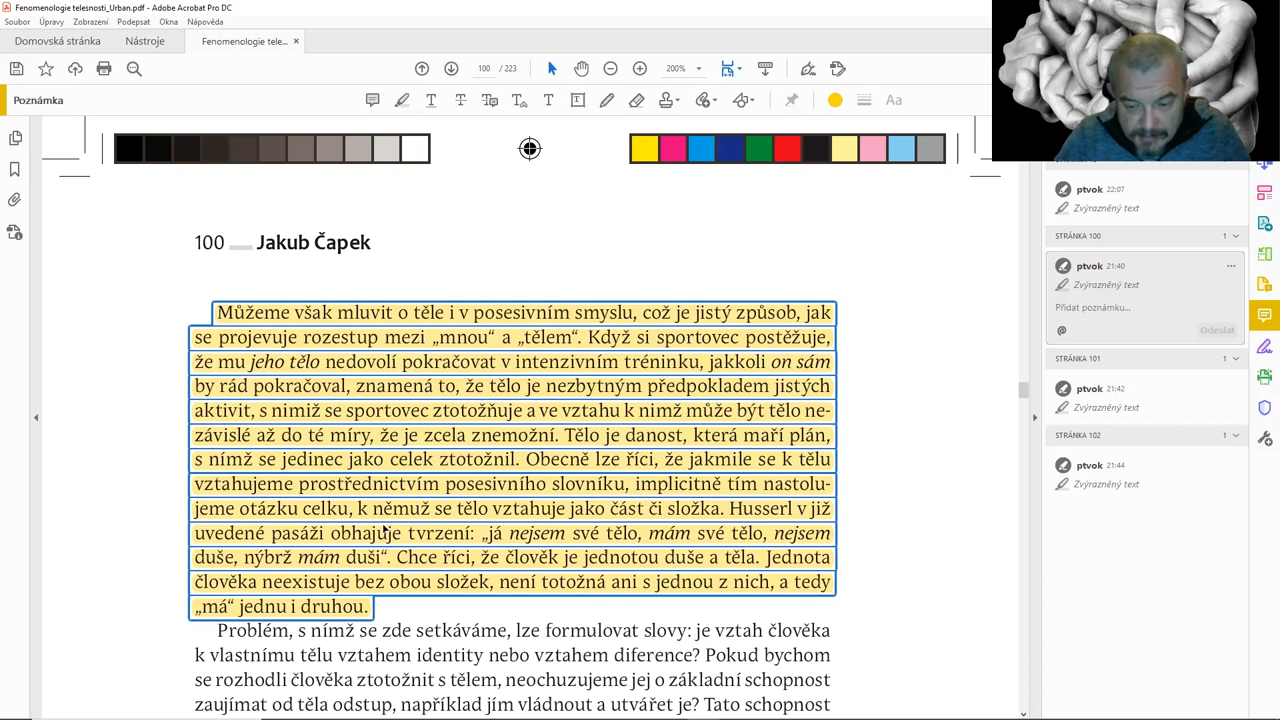 Fenomenologie telesnosti_Urban.pdf - Adobe Acrobat Pro DC
Soubor Úpravy Zobrazení Podepsat Okna Nápověda
Domovská stránka Nástroje Fenomenologie tele... ×
100 / 223 200%
Poznámka
Aa
100 Jakub Čapek
Můžeme však mluvit o těle i v posesivním smyslu, což je jistý způsob, jak
se projevuje rozestup mezi „mnou“ a „tělem“. Když si sportovec postěžuje,
že mu jeho tělo nedovolí pokračovat v intenzivním tréninku, jakkoli on sám
by rád pokračoval, znamená to, že tělo je nezbytným předpokladem jistých
aktivit, s nimiž se sportovec ztotožňuje a ve vztahu k nimž může být tělo ne-
závislé až do té míry, že je zcela znemožní. Tělo je danost, která maří plán,
s nímž se jedinec jako celek ztotožnil. Obecně lze říci, že jakmile se k tělu
vztahujeme prostřednictvím posesivního slovníku, implicitně tím nastolu-
jeme otázku celku, k němuž se tělo vztahuje jako část či složka. Husserl v již
uvedené pasáži obhajuje tvrzení: „já nejsem své tělo, mám své tělo, nejsem
duše, nýbrž mám duši“. Chce říci, že člověk je jednotou duše a těla. Jednota
člověka neexistuje bez obou složek, není totožná ani s jednou z nich, a tedy
„má“ jednu i druhou.
Problém, s nímž se zde setkáváme, lze formulovat slovy: je vztah člověka
k vlastnímu tělu vztahem identity nebo vztahem diference? Pokud bychom
se rozhodli člověka ztotožnit s tělem, neochuzujeme jej o základní schopnost
zaujímat od těla odstup, například jím vládnout a utvářet je? Tato schopnost
ptvok 22:07
Zvýrazněný text
STRÁNKA 100 1
ptvok 21:40
Zvýrazněný text
Přidat poznámku...
@ Odeslat
STRÁNKA 101 1
ptvok 21:42
Zvýrazněný text
STRÁNKA 102 1
ptvok 21:44
Zvýrazněný text